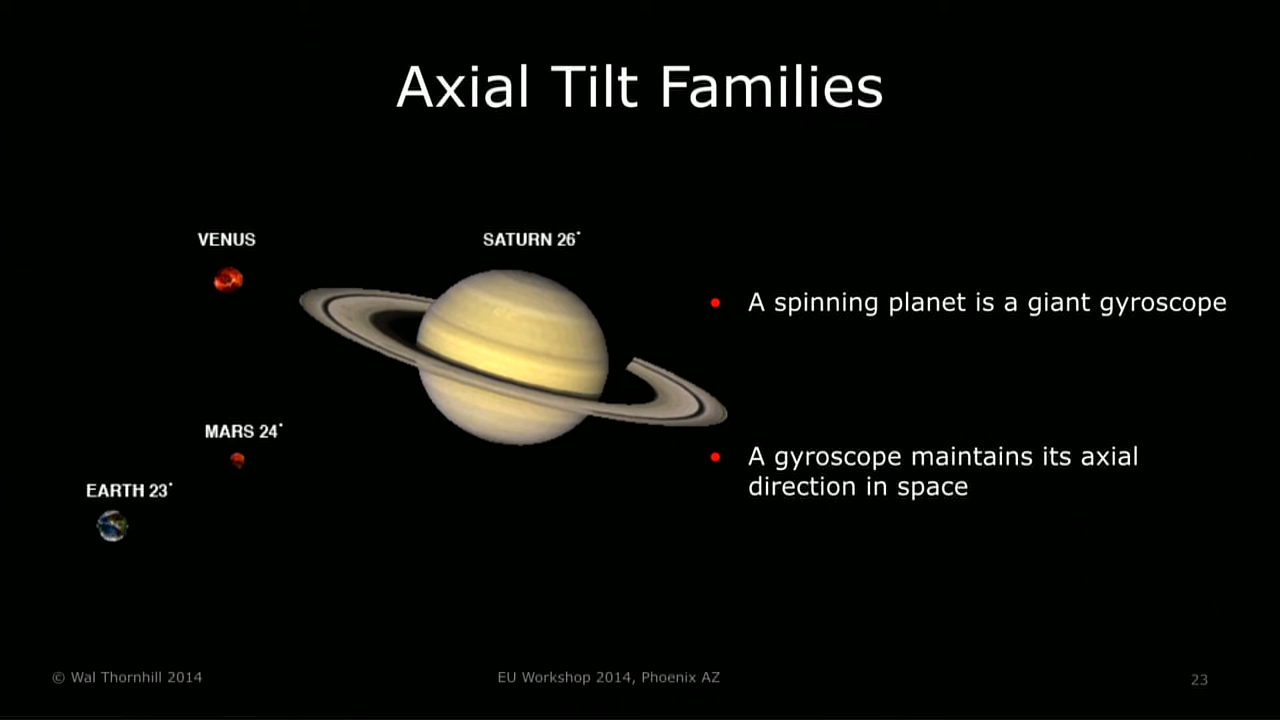 Axial Tilt Families
VENUS
SATURN 26°
A spinning planet is a giant gyroscope
MARS 24°
A gyroscope maintains its axial
direction in space
EARTH 23°
© Wal Thornhill 2014
EU Workshop 2014, Phoenix AZ
23